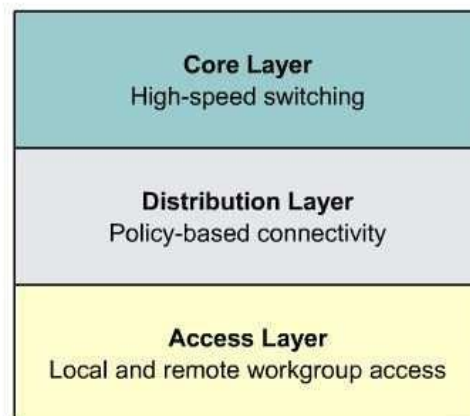 Core Layer
High-speed switching
Distribution Layer
Policy-based connectivity
Access Layer
Local and remote workgroup access